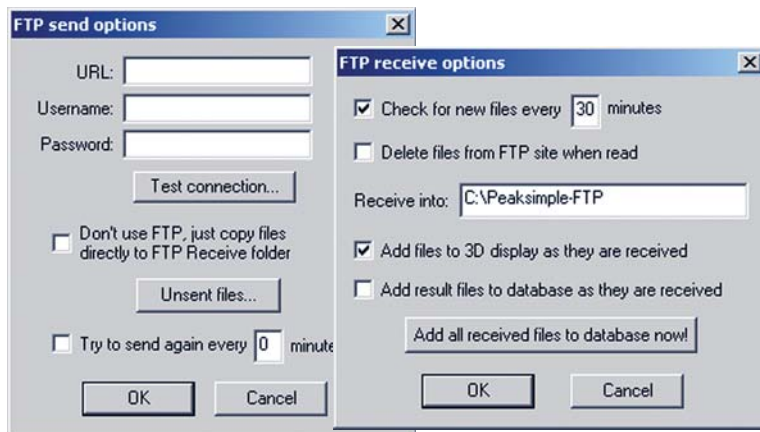 FTP send options
URL:
Username:
Password:
Test connection...
Don't use FTP, just copy files
directly to FTP Receive folder
Unsent files...
Try to send again every 0 minute
OK Cancel
FTP receive options
Check for new files every 30 minutes
Delete files from FTP site when read
Receive into: C:\Peaksimple-FTP
Add files to 3D display as they are received
Add result files to database as they are received
Add all received files to database now!
OK Cancel